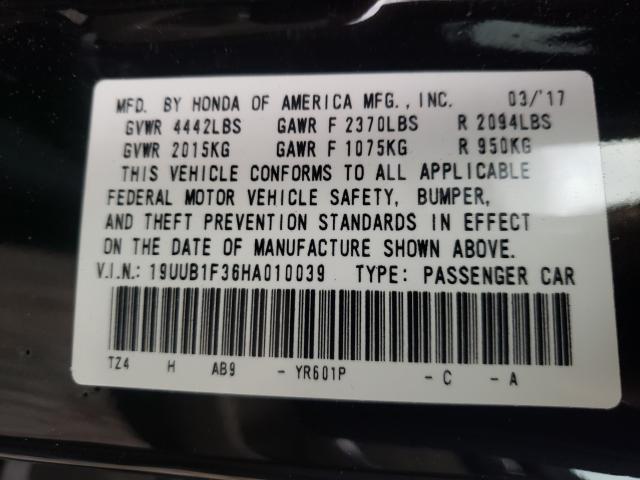 MFD. BY HONDA OF AMERICA MFG., INC. 03/'17
GVWR 4442LBS GAWR F 2370LBS R 2094LBS
GVWR 2015KG GAWR F 1075KG R 950KG
THIS VEHICLE CONFORMS TO ALL APPLICABLE
FEDERAL MOTOR VEHICLE SAFETY, BUMPER,
AND THEFT PREVENTION STANDARDS IN EFFECT
ON THE DATE OF MANUFACTURE SHOWN ABOVE.
V.I.N.: 19UUB1F36HA010039 TYPE: PASSENGER CAR
TZ4 H AB9 - YR601P - C - A